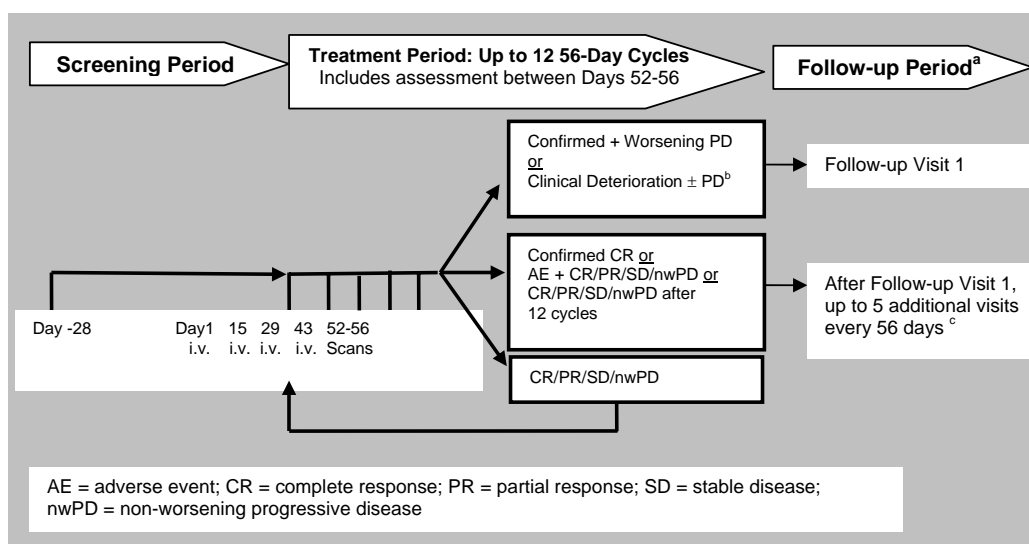 Screening Period
Treatment Period: Up to 12 56-Day Cycles
Includes assessment between Days 52-56
Follow-up Period^a
Confirmed + Worsening PD
or
Clinical Deterioration ± PD^b
Follow-up Visit 1
Confirmed CR or
AE + CR/PR/SD/nwPD or
CR/PR/SD/nwPD after
12 cycles
After Follow-up Visit 1,
up to 5 additional visits
every 56 days ^c
Day -28 Day1 15 29 43 52-56
i.v. i.v. i.v. i.v. Scans
CR/PR/SD/nwPD
AE = adverse event; CR = complete response; PR = partial response; SD = stable disease;
nwPD = non-worsening progressive disease